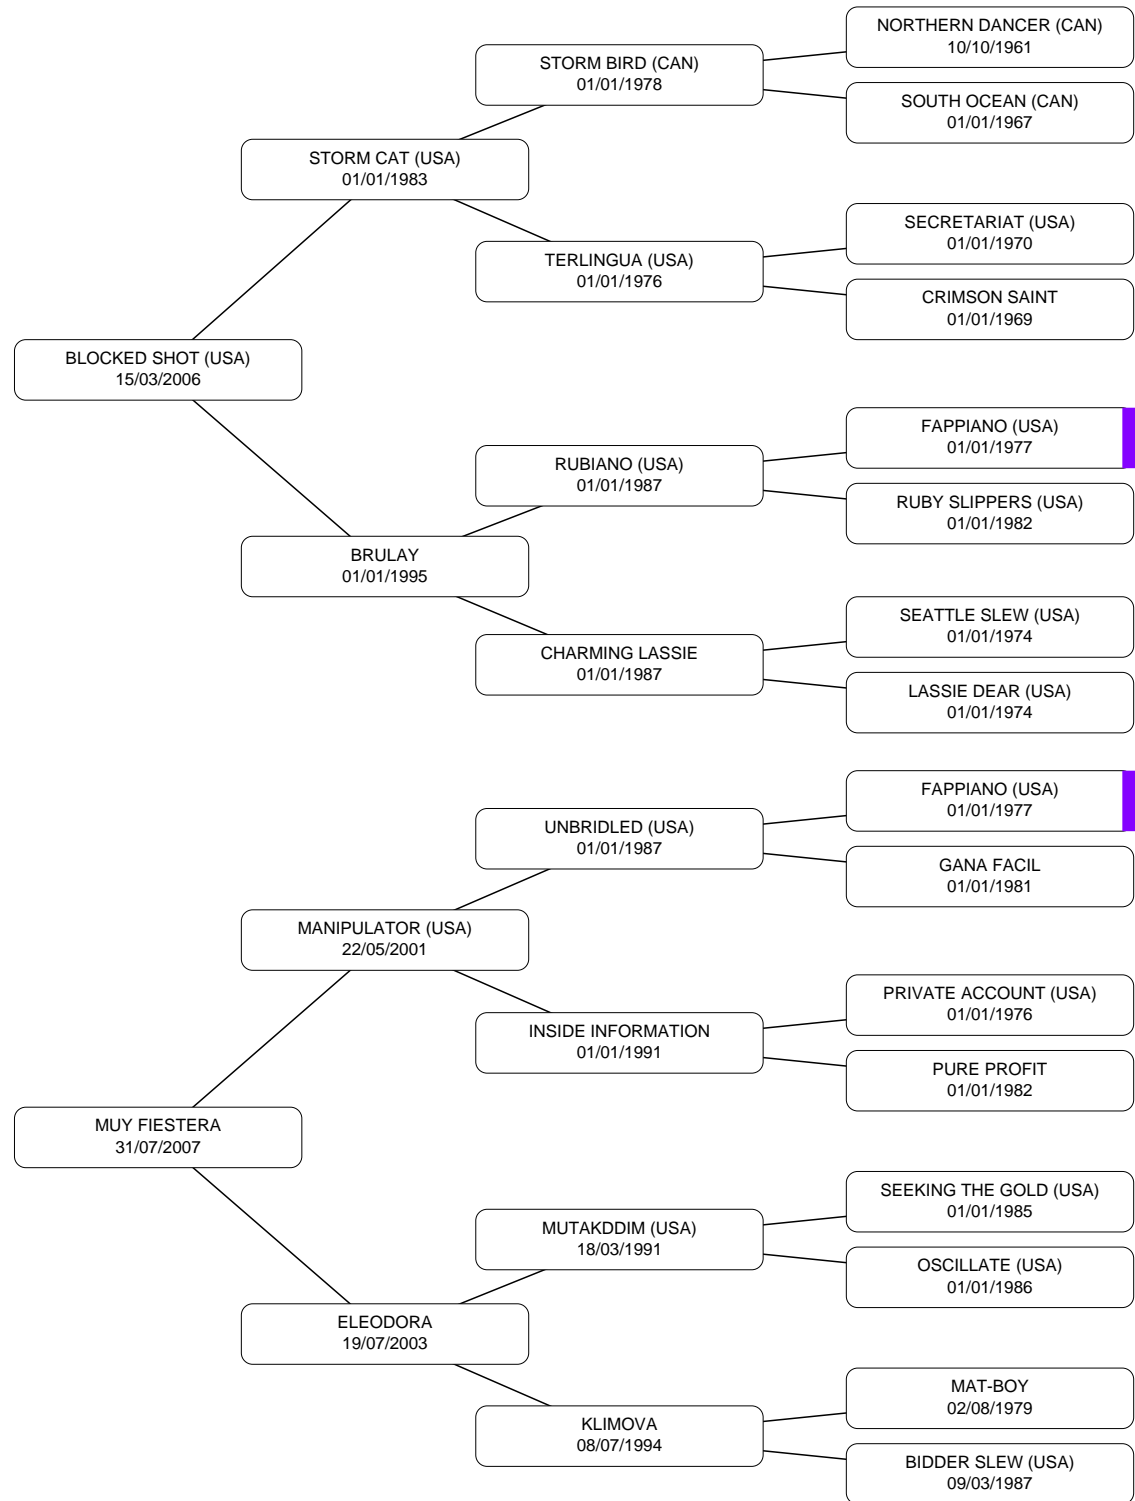 NORTHERN DANCER (CAN)
10/10/1961
STORM BIRD (CAN)
01/01/1978
SOUTH OCEAN (CAN)
01/01/1967
STORM CAT (USA)
01/01/1983
SECRETARIAT (USA)
01/01/1970
TERLINGUA (USA)
01/01/1976
CRIMSON SAINT
01/01/1969
BLOCKED SHOT (USA)
15/03/2006
FAPPIANO (USA)
01/01/1977
RUBIANO (USA)
01/01/1987
RUBY SLIPPERS (USA)
01/01/1982
BRULAY
01/01/1995
SEATTLE SLEW (USA)
01/01/1974
CHARMING LASSIE
01/01/1987
LASSIE DEAR (USA)
01/01/1974
FAPPIANO (USA)
01/01/1977
UNBRIDLED (USA)
01/01/1987
GANA FACIL
01/01/1981
MANIPULATOR (USA)
22/05/2001
PRIVATE ACCOUNT (USA)
01/01/1976
INSIDE INFORMATION
01/01/1991
PURE PROFIT
01/01/1982
MUY FIESTERA
31/07/2007
SEEKING THE GOLD (USA)
01/01/1985
MUTAKDDIM (USA)
18/03/1991
OSCILLATE (USA)
01/01/1986
ELEODORA
19/07/2003
MAT-BOY
02/08/1979
KLIMOVA
08/07/1994
BIDDER SLEW (USA)
09/03/1987